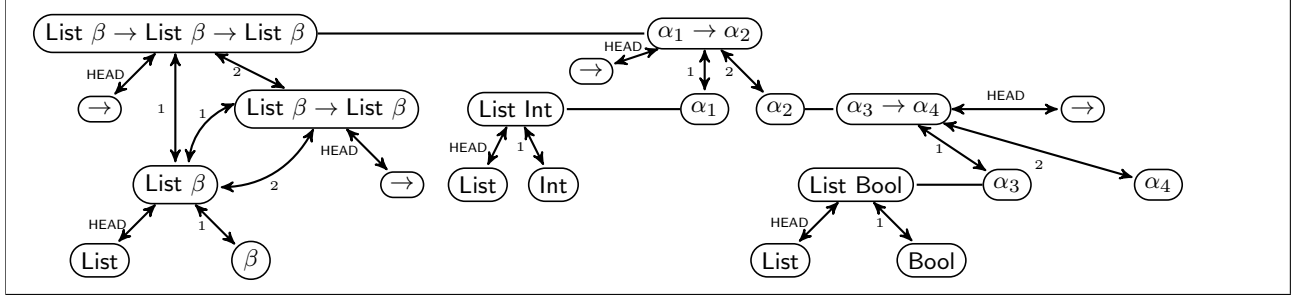 List β → List β → List β
α₁ → α₂
HEAD
2
HEAD
1
2
→
1
→
1
List β → List β
List Int
α₁
α₂
α₃ → α₄
HEAD
→
HEAD
2
HEAD
1
1
2
List β
→
List
Int
List Bool
α₃
α₄
HEAD
1
HEAD
1
List
β
List
Bool